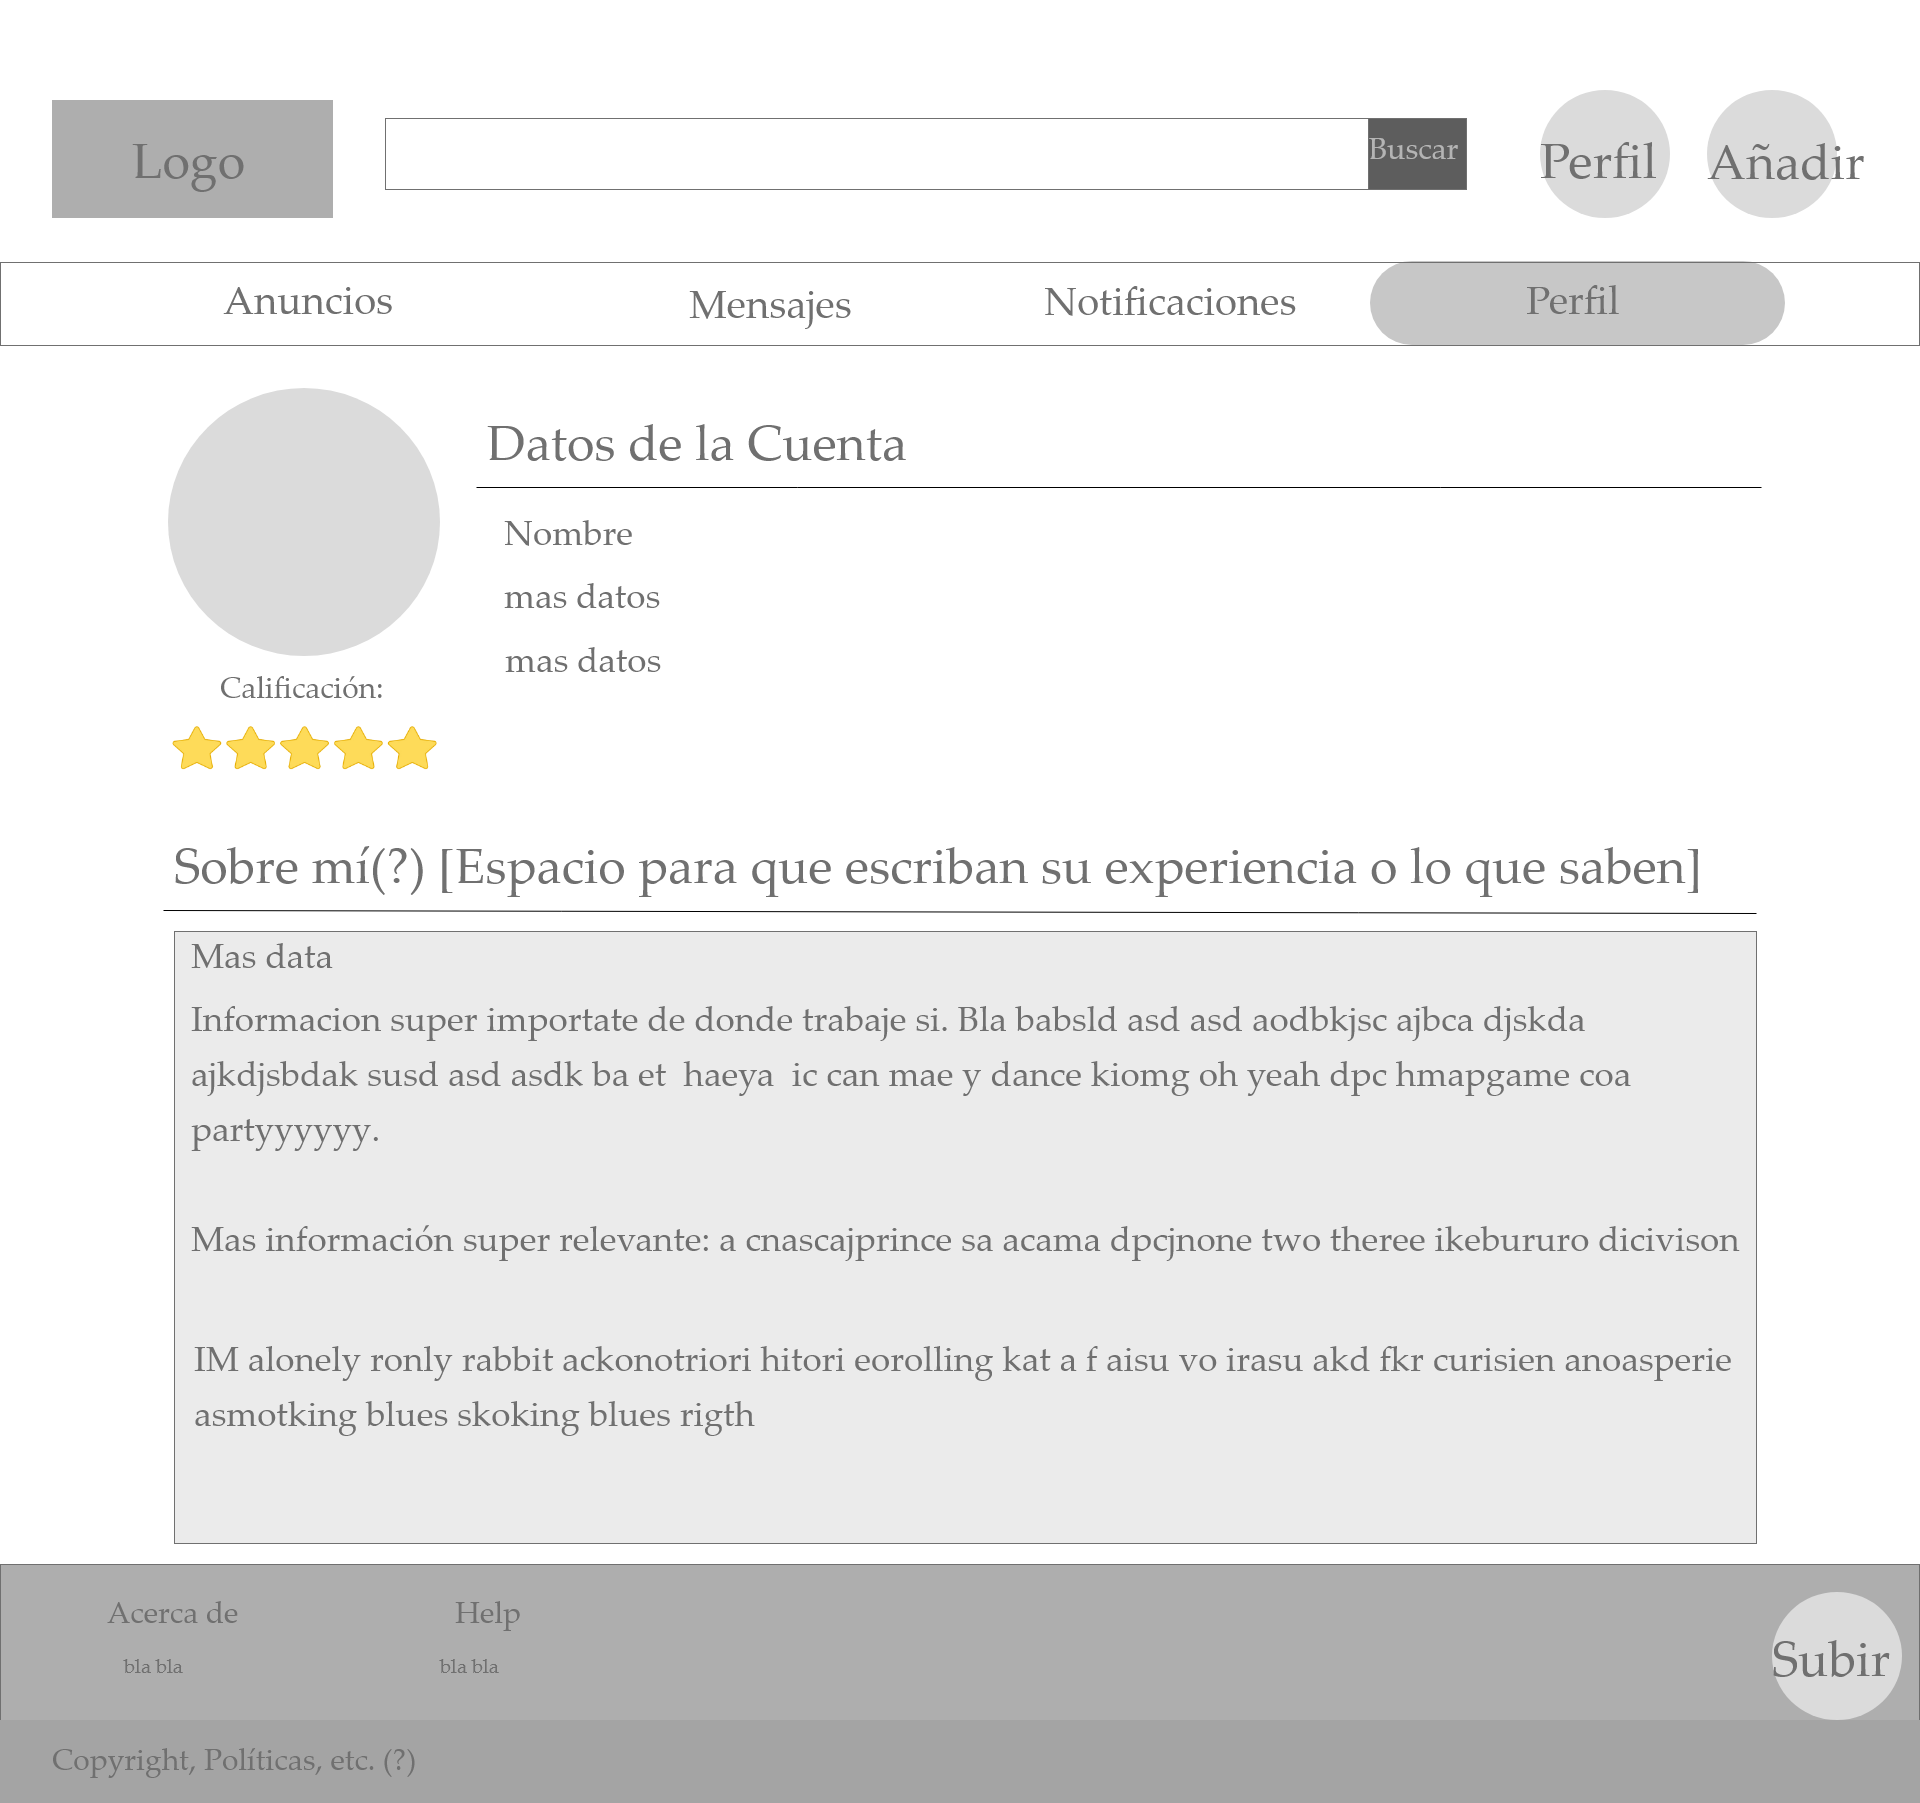 Logo
Buscar
Perfil
Añadir
Anuncios
Mensajes
Notificaciones
Perfil
Datos de la Cuenta
Nombre
mas datos
mas datos
Calificación:
Sobre mí(?) [Espacio para que escriban su experiencia o lo que saben]
Mas data
Informacion super importate de donde trabaje si. Bla babsld asd asd aodbkjsc ajbca djskda
ajkdjsbdak susd asd asdk ba et  haeya  ic can mae y dance kiomg oh yeah dpc hmapgame coa
partyyyyyy.
Mas información super relevante: a cnascajprince sa acama dpcjnone two theree ikebururo dicivison
IM alonely ronly rabbit ackonotriori hitori eorolling kat a f aisu vo irasu akd fkr curisien anoasperie
asmotking blues skoking blues rigth
Acerca de
Help
bla bla
bla bla
Subir
Copyright, Políticas, etc. (?)